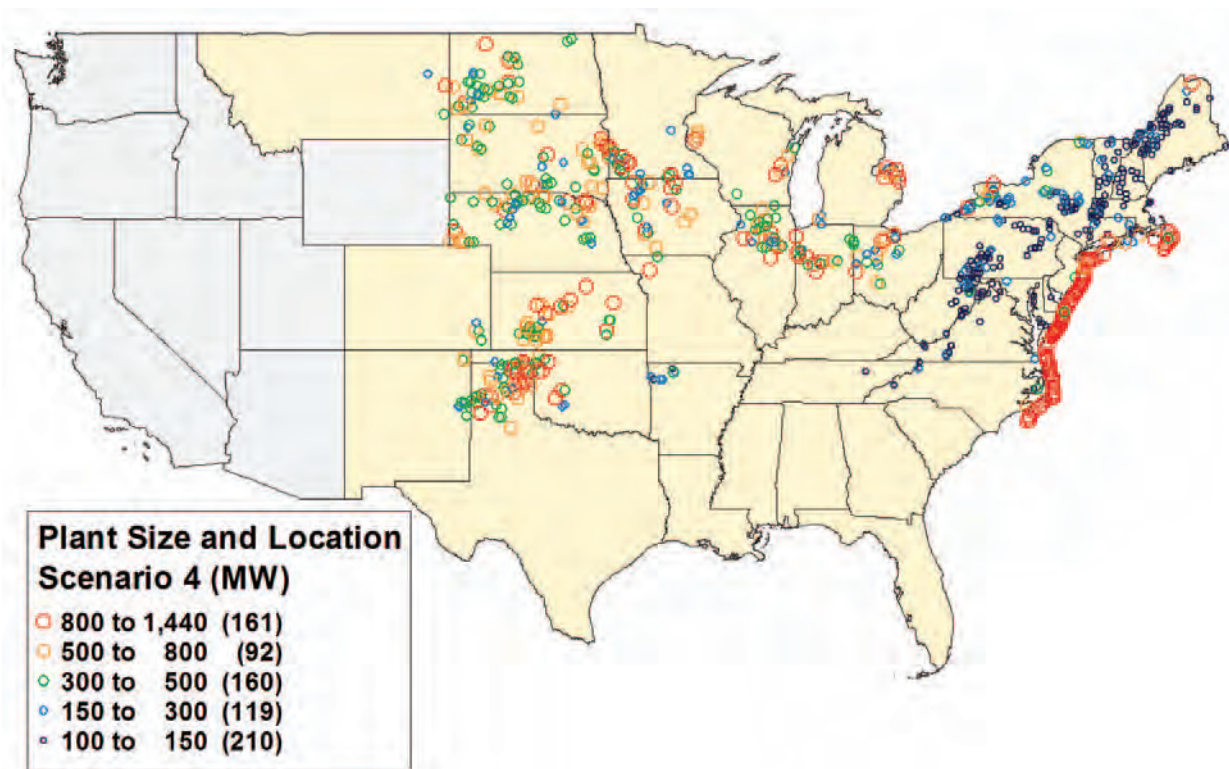 Plant Size and Location
Scenario 4 (MW)
800 to 1,440 (161)
500 to 800 (92)
300 to 500 (160)
150 to 300 (119)
100 to 150 (210)